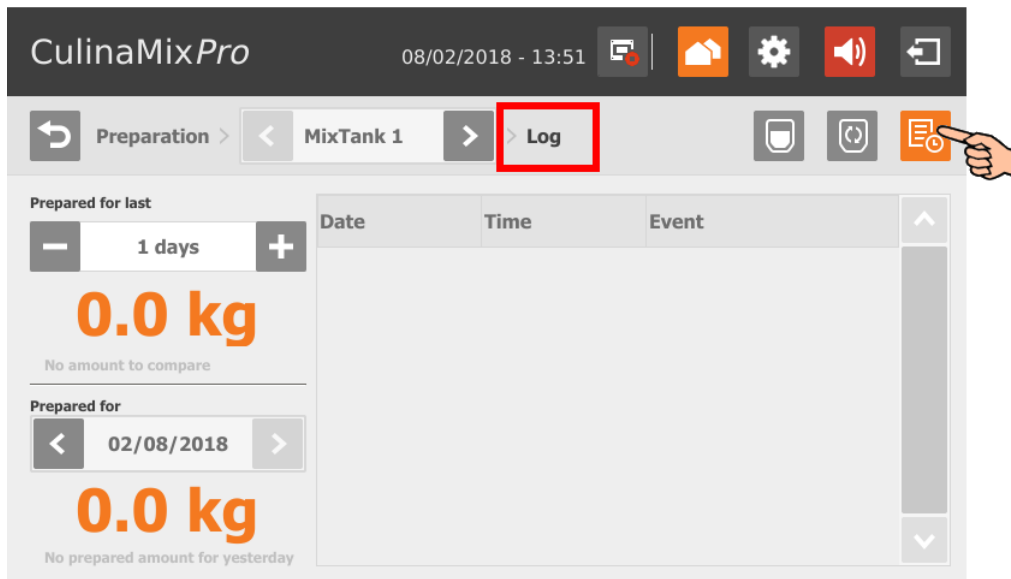 CulinaMixPro 08/02/2018 - 13:51
Preparation > < MixTank 1 > > Log
Prepared for last
Date Time Event
1 days
0.0 kg
No amount to compare
Prepared for
02/08/2018
0.0 kg
No prepared amount for yesterday